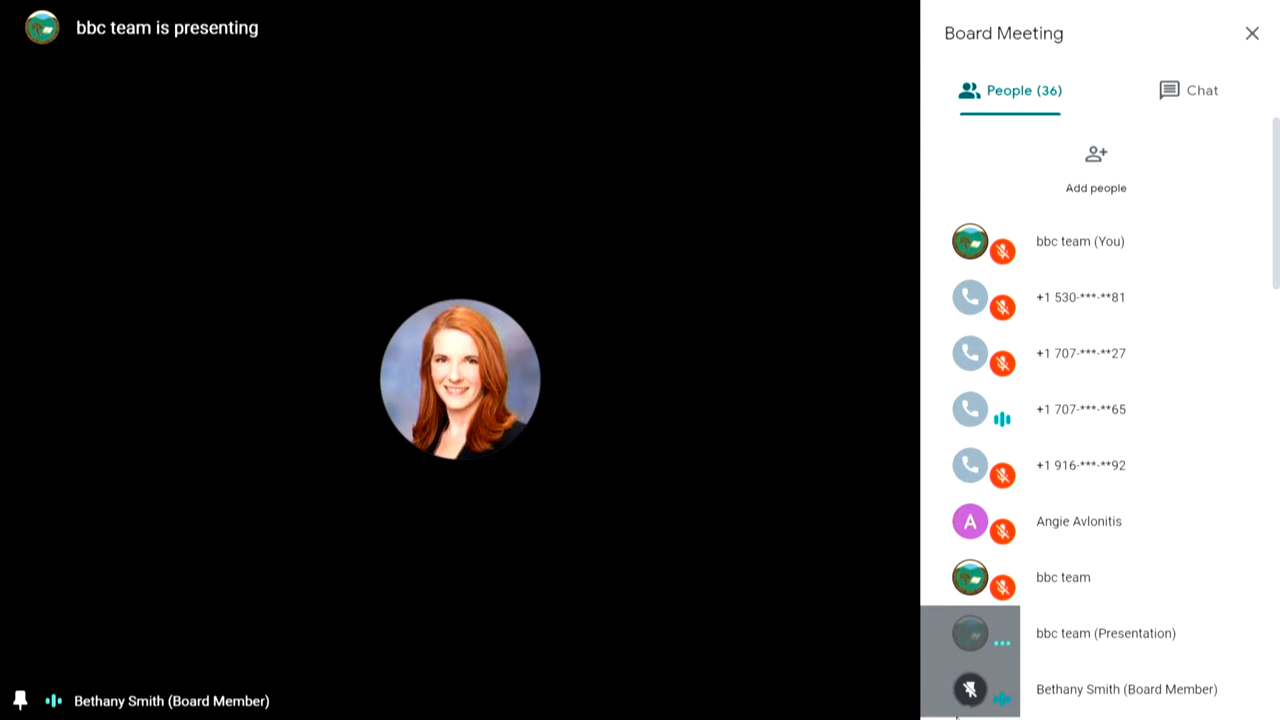 bbc team is presenting
Board Meeting
People (36)
Chat
Add people
bbc team (You)
+1 530-***-**81
+1 707-***-**27
+1 707-***-**65
+1 916-***-**92
A
Angie Avlonitis
bbc team
bbc team (Presentation)
Bethany Smith (Board Member)
Bethany Smith (Board Member)